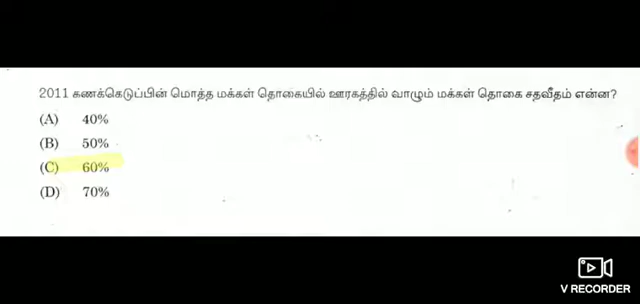 2011 கணக்கெடுப்பின் மொத்த மக்கள் தொகையில் ஊரகத்தில் வாழும் மக்கள் தொகை சதவீதம் என்ன?
(A) 40%
(B) 50%
(C) 60%
(D) 70%
V RECORDER